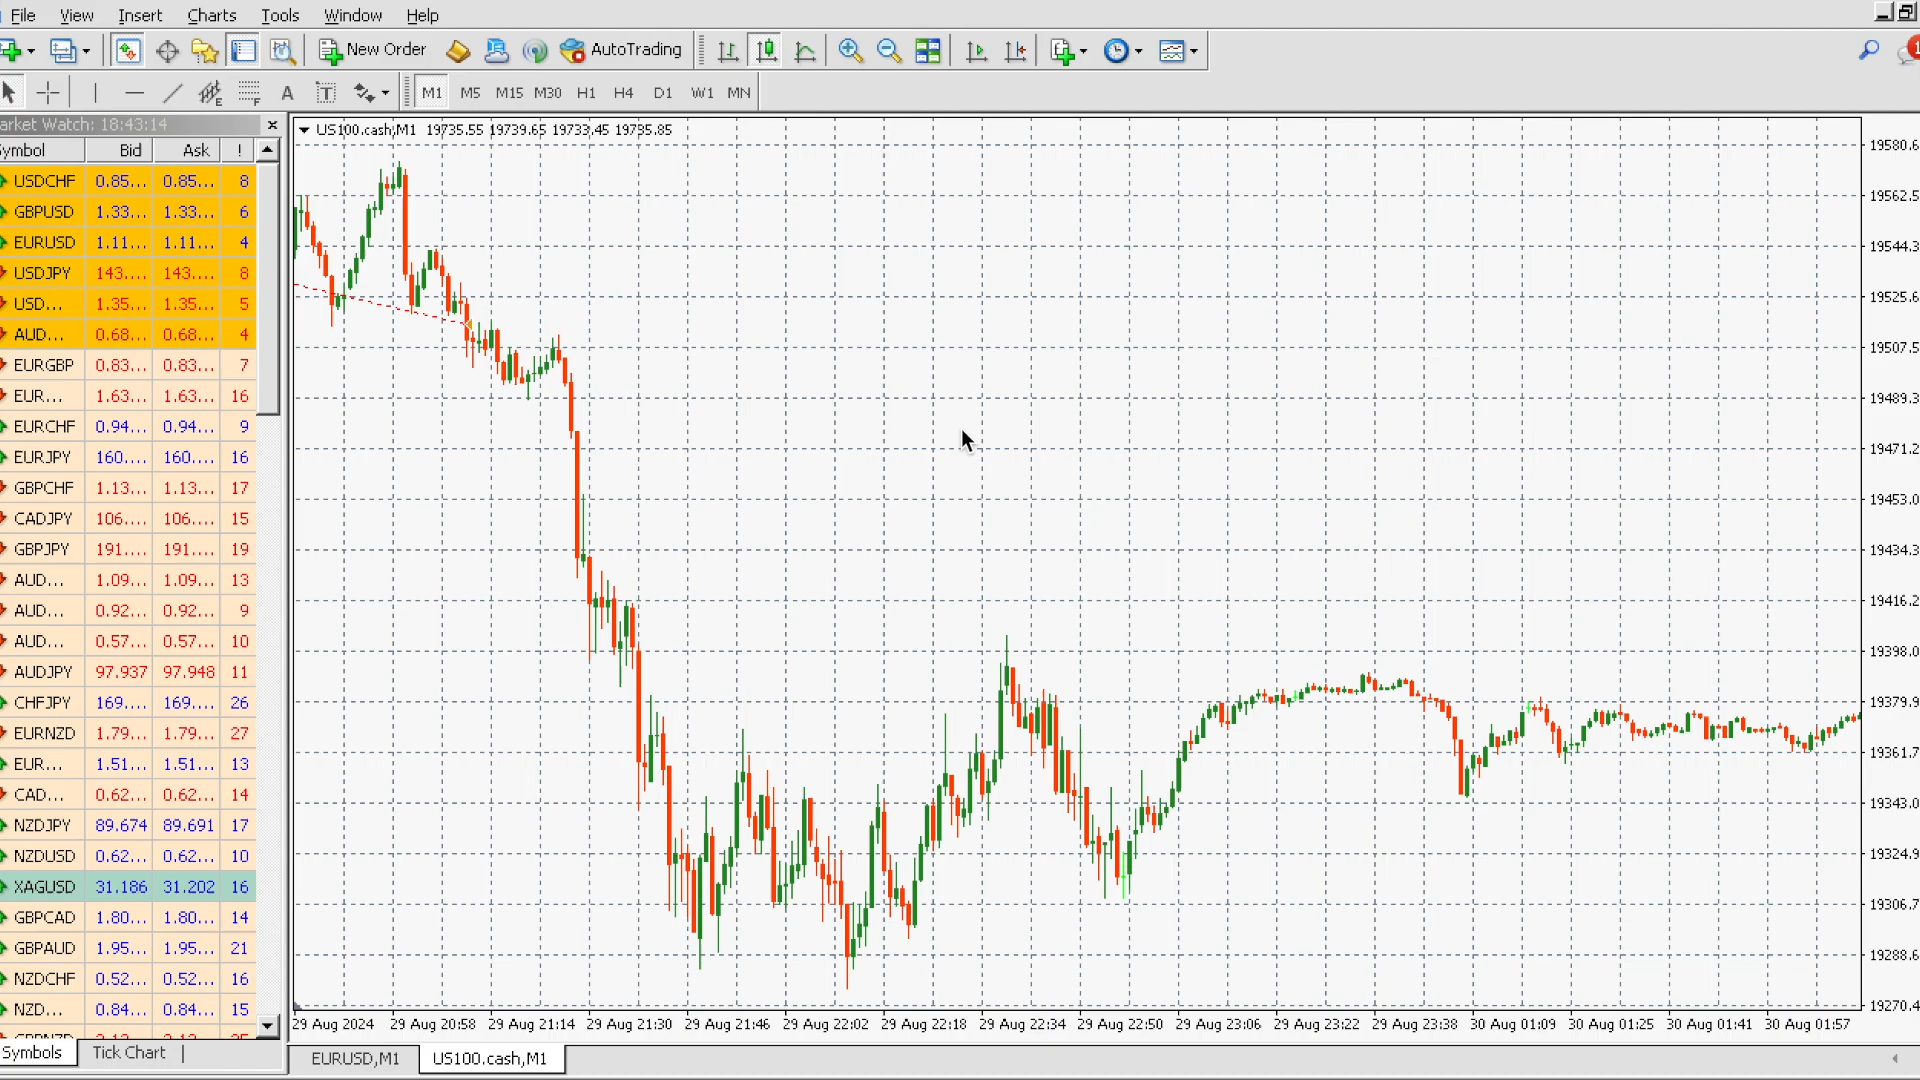 File View Insert Charts Tools Window Help
New Order AutoTrading
A T M1 M5 M15 M30 H1 H4 D1 W1 MN
arket Watch: 18:43:14
ymbol Bid Ask !
USDCHF 0.85... 0.85... 8
GBPUSD 1.33... 1.33... 6
EURUSD 1.11... 1.11... 4
USDJPY 143.... 143.... 8
USD... 1.35... 1.35... 5
AUD... 0.68... 0.68... 4
EURGBP 0.83... 0.83... 7
EUR... 1.63... 1.63... 16
EURCHF 0.94... 0.94... 9
EURJPY 160.... 160.... 16
GBPCHF 1.13... 1.13... 17
CADJPY 106.... 106.... 15
GBPJPY 191.... 191.... 19
AUD... 1.09... 1.09... 13
AUD... 0.92... 0.92... 9
AUD... 0.57... 0.57... 10
AUDJPY 97.937 97.948 11
CHFJPY 169.... 169.... 26
EURNZD 1.79... 1.79... 27
EUR... 1.51... 1.51... 13
CAD... 0.62... 0.62... 14
NZDJPY 89.674 89.691 17
NZDUSD 0.62... 0.62... 10
XAGUSD 31.186 31.202 16
GBPCAD 1.80... 1.80... 14
GBPAUD 1.95... 1.95... 21
NZDCHF 0.52... 0.52... 16
NZD... 0.84... 0.84... 15
Symbols Tick Chart
US100.cash,M1 19735.55 19739.65 19733.45 19735.85
19580.6
19562.5
19544.3
19525.6
19507.5
19489.3
19471.2
19453.0
19434.3
19416.2
19398.0
19379.9
19361.7
19343.0
19324.9
19306.7
19288.6
19270.4
29 Aug 2024 29 Aug 20:58 29 Aug 21:14 29 Aug 21:30 29 Aug 21:46 29 Aug 22:02 29 Aug 22:18 29 Aug 22:34 29 Aug 22:50 29 Aug 23:06 29 Aug 23:22 29 Aug 23:38 30 Aug 01:09 30 Aug 01:25 30 Aug 01:41 30 Aug 01:57
EURUSD,M1 US100.cash,M1